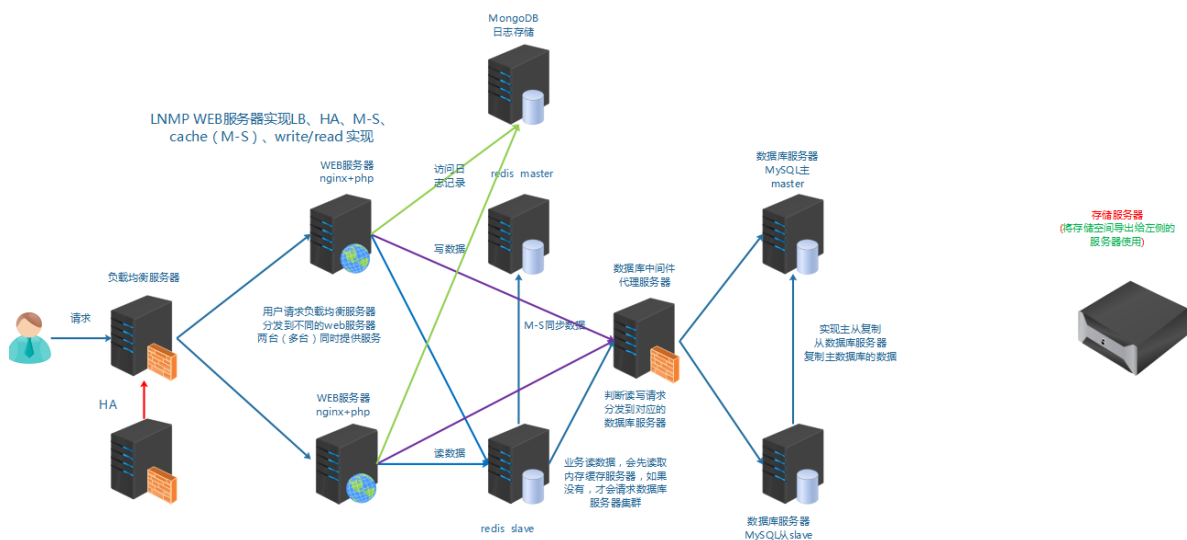 MongoDB
日志存储
LNMP WEB服务器实现LB、HA、M-S、
cache（M-S）、write/read 实现
WEB服务器
nginx+php
访问日
志记录
redis master
数据库服务器
MySQL主
master
存储服务器
(将存储空间导出给左侧的
服务器使用)
写数据
数据库中间件
代理服务器
负载均衡服务器
请求
用户请求负载均衡服务器
分发到不同的web服务器
两台（多台）同时提供服务
M-S同步数据
实现主从复制
从数据库服务器
复制主数据库的数据
HA
WEB服务器
nginx+php
判断读写请求
分发到对应的
数据库服务器
读数据
业务读数据，会先读取
内存缓存服务器，如果
没有，才会请求数据库
服务器集群
redis slave
数据库服务器
MySQL从slave